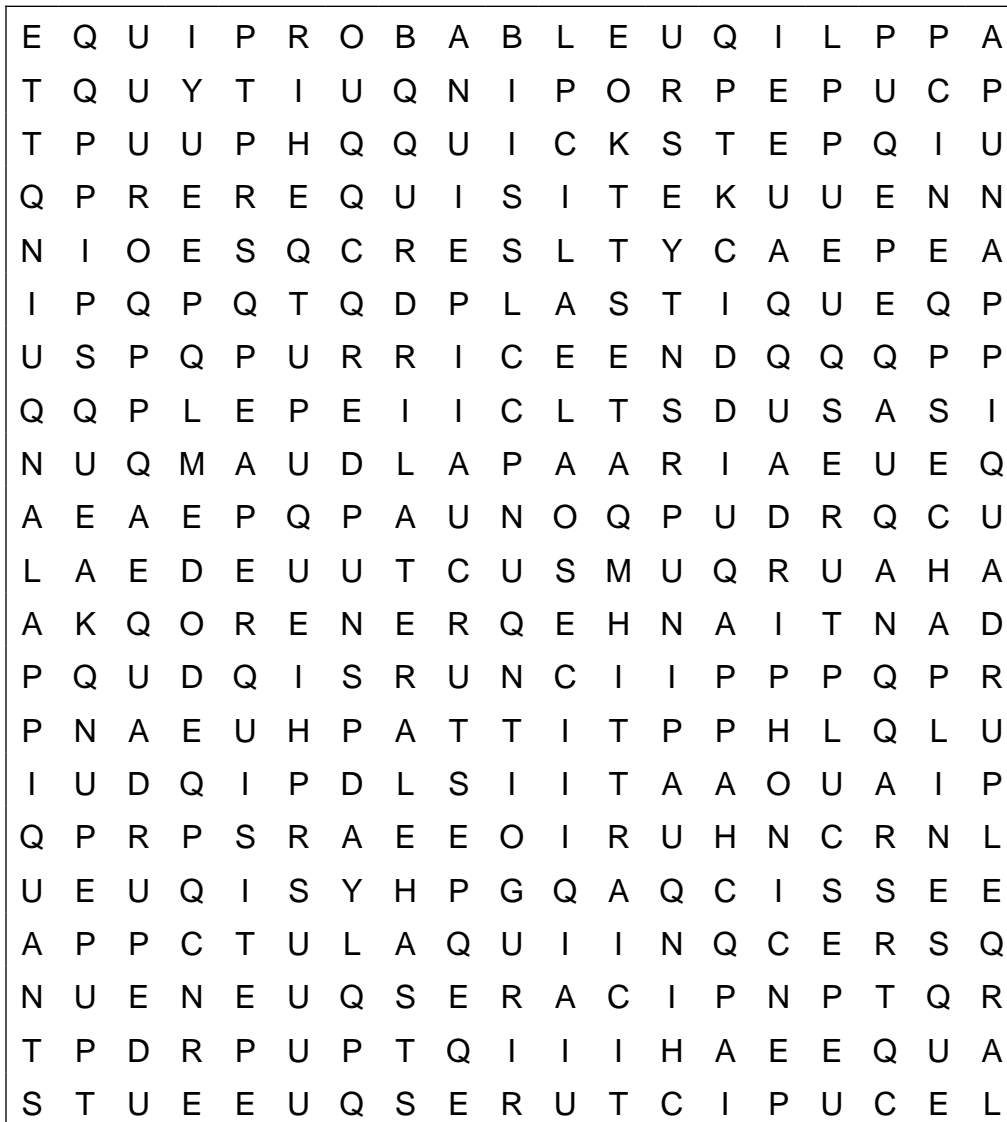 E Q U I P R O B A B L E U Q I L P P A
T Q U Y T I U Q N I P O R P E P U C P
T P U U P H Q Q U I C K S T E P Q I U
Q P R E R E Q U I S I T E K U U E N N
N I O E S Q C R E S L T Y C A E P E A
I P Q P Q T Q D P L A S T I Q U E Q P
U S P Q P U R R I C E E N D Q Q Q P P
Q Q P L E P E I I C L T S D U S A S I
N U Q M A U D L A P A A R I A E U E Q
A E A E P Q P A U N O Q P U D R Q C U
L A E D E U U T C U S M U Q R U A H A
A K Q O R E N E R Q E H N A I T N A D
P Q U D Q I S R U N C I I P P P Q P R
P N A E U H P A T T I T P P H L Q L U
I U D Q I P D L S I I T A A O U A I P
Q P R P S R A E E O I R U H N C R N L
U E U Q I S Y H P G Q A Q C I S S E E
A P P C T U L A Q U I I N Q C E R S Q
N U E N E U Q S E R A C I P N P T Q R
T P D R P U P T Q I I I H A E E Q U A
S T U E E U Q S E R U T C I P U C E L